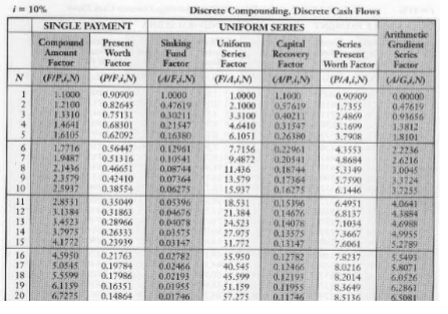 i = 10% Discrete Compounding, Discrete Cash Flows
SINGLE PAYMENT UNIFORM SERIES
Compound Amount Factor Present Worth Factor Sinking Fund Factor Uniform Series Factor Capital Recovery Factor Series Present Worth Factor Arithmetic Gradient Series Factor
N (F/P,i,N) (P/F,i,N) (A/F,i,N) (F/A,i,N) (A/P,i,N) (P/A,i,N) (A/G,i,N)
1 1.1000 0.90909 1.0000 1.0000 1.1000 0.90909 0.00000
2 1.2100 0.82645 0.47619 2.1000 0.57619 1.7355 0.47619
3 1.3310 0.75131 0.30211 3.3100 0.40211 2.4869 0.93656
4 1.4641 0.68301 0.21547 4.6410 0.31547 3.1699 1.3812
5 1.6105 0.62092 0.16380 6.1051 0.26380 3.7908 1.8101
6 1.7716 0.56447 0.12961 7.7156 0.22961 4.3553 2.2236
7 1.9487 0.51316 0.10541 9.4872 0.20541 4.8684 2.6216
8 2.1436 0.46651 0.08744 11.436 0.18744 5.3349 3.0045
9 2.3579 0.42410 0.07364 13.579 0.17364 5.7590 3.3724
10 2.5937 0.38554 0.06275 15.937 0.16275 6.1446 3.7255
11 2.8531 0.35049 0.05396 18.531 0.15396 6.4951 4.0641
12 3.1384 0.31863 0.04676 21.384 0.14676 6.8137 4.3884
13 3.4523 0.28966 0.04078 24.523 0.14078 7.1034 4.6988
14 3.7975 0.26333 0.03575 27.975 0.13575 7.3667 4.9955
15 4.1772 0.23939 0.03147 31.772 0.13147 7.6061 5.2789
16 4.5950 0.21763 0.02782 35.950 0.12782 7.8237 5.5493
17 5.0545 0.19784 0.02466 40.545 0.12466 8.0216 5.8071
18 5.5599 0.17986 0.02193 45.599 0.12193 8.2014 6.0526
19 6.1159 0.16351 0.01955 51.159 0.11955 8.3649 6.2861
20 6.7275 0.14864 0.01746 57.275 0.11746 8.5136 6.5081